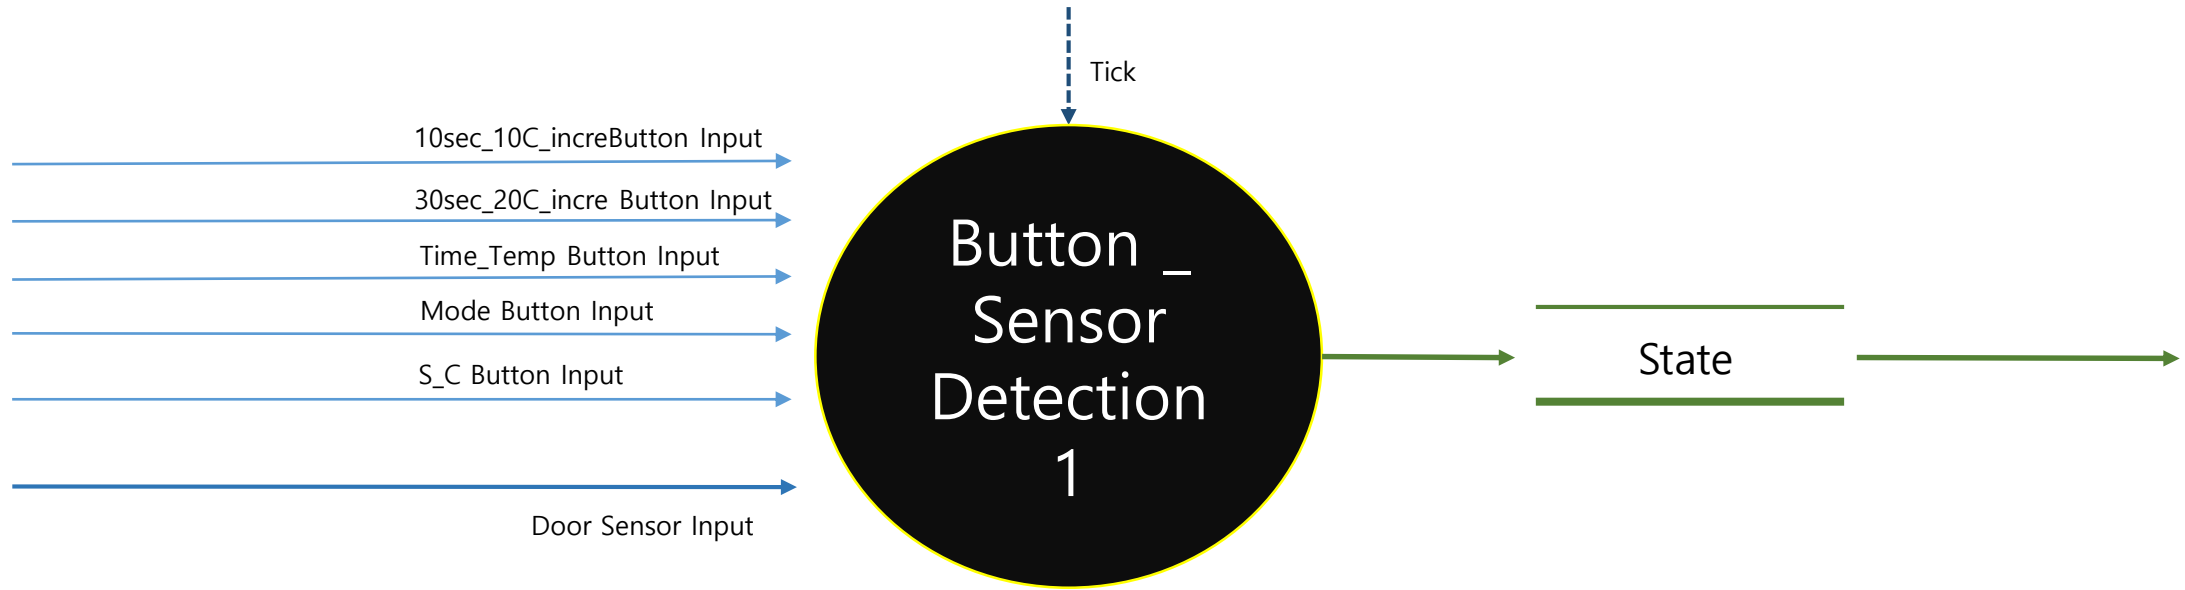 Tick
10sec_10C_increButton Input
30sec_20C_incre Button Input
Time_Temp Button Input
Mode Button Input
S_C Button Input
Door Sensor Input
Button _
Sensor
Detection
1
State